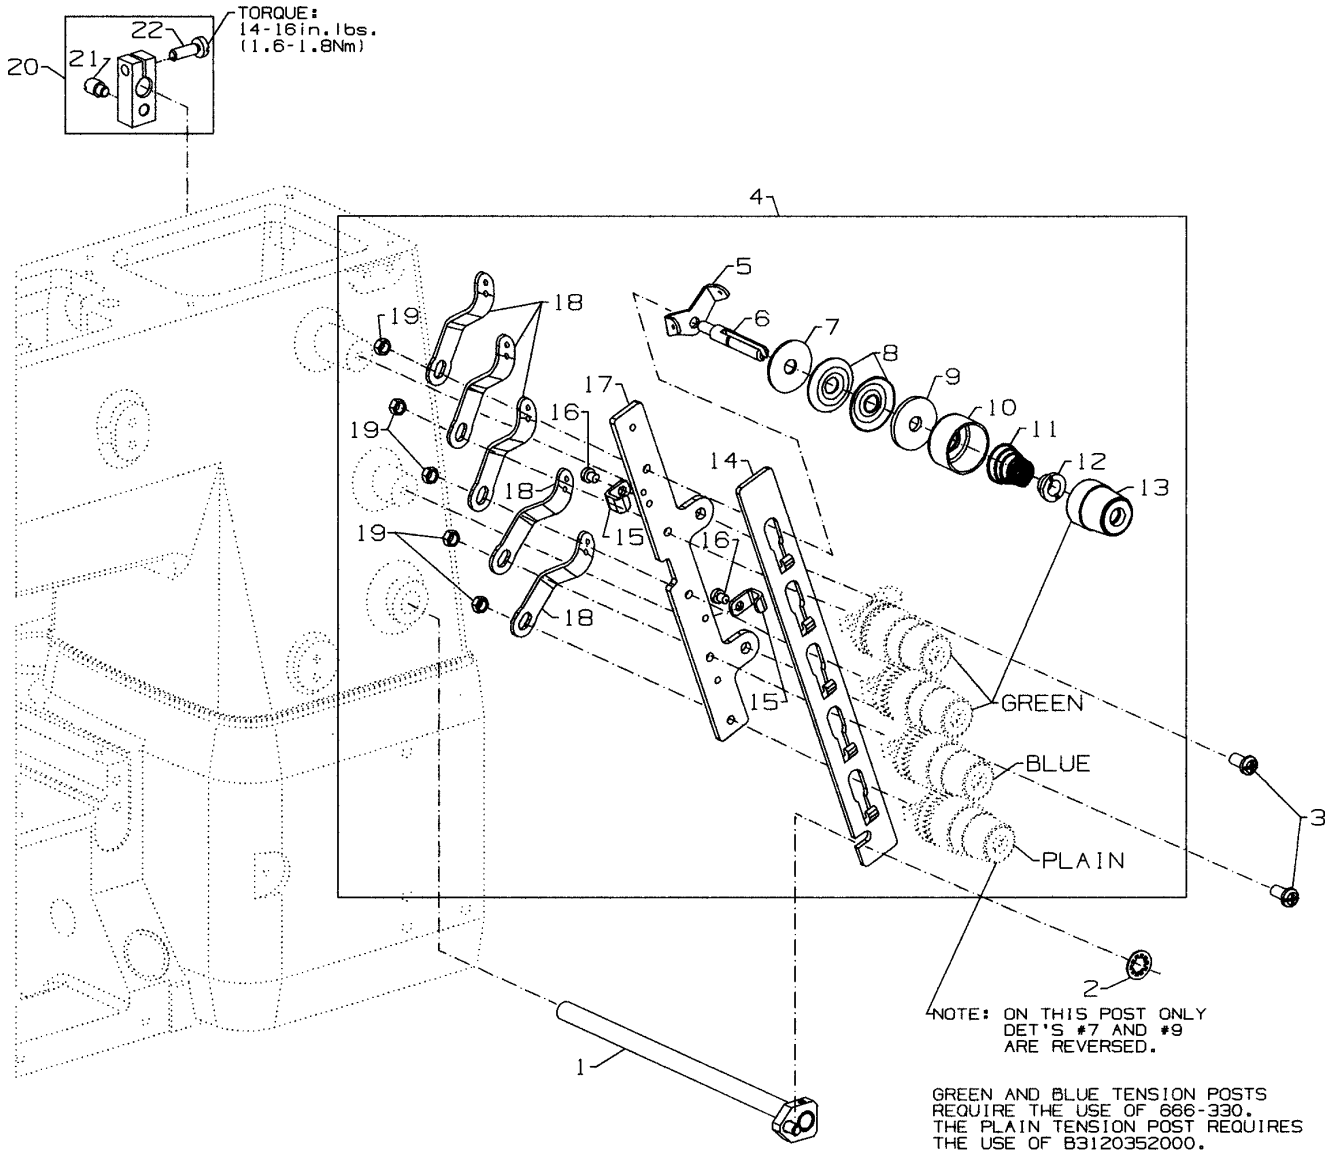 TORQUE:
14-16in.lbs.
(1.6-1.8Nm)
22
21
20
4
5
6
7
8
9
10
11
12
13
14
17
16
18
19
19
18
15
16
19
18
15
GREEN
BLUE
PLAIN
3
2
1
NOTE: ON THIS POST ONLY
DET'S #7 AND #9
ARE REVERSED.
GREEN AND BLUE TENSION POSTS
REQUIRE THE USE OF 666-330.
THE PLAIN TENSION POST REQUIRES
THE USE OF B3120352000.